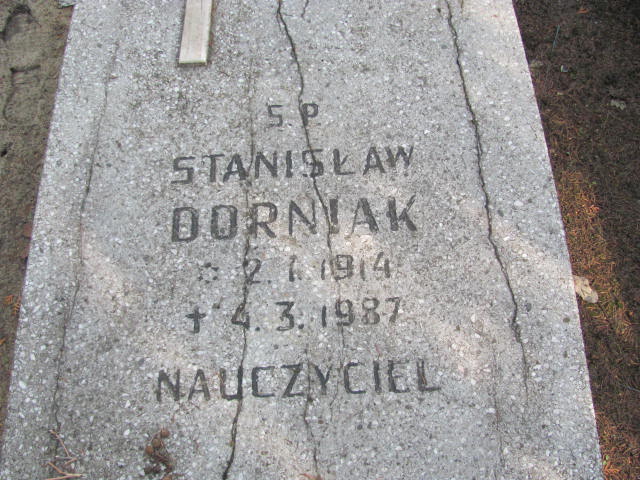 Ś.P.
STANISŁAW
DORNIAK
☼ 2.1.1914
✝ 4.3.1987
NAUCZYCIEL